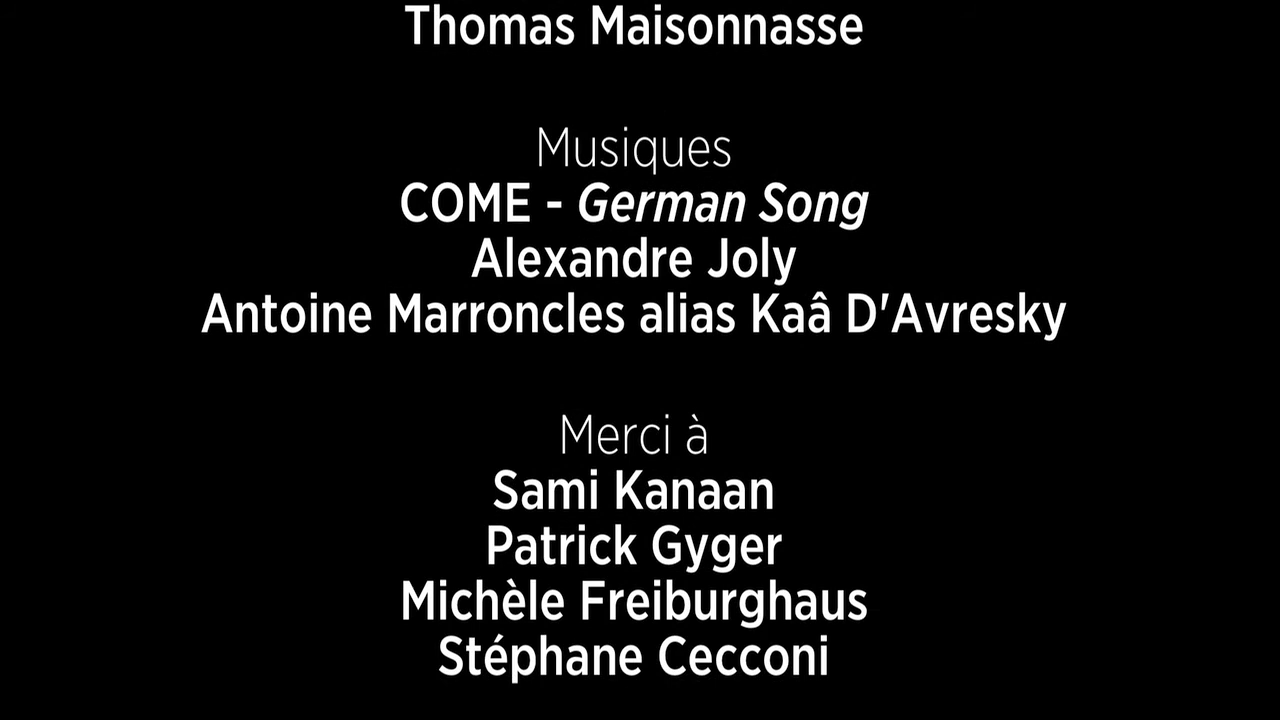 Thomas Maisonnasse
Musiques
COME - German Song
Alexandre Joly
Antoine Marroncles alias Kaâ D'Avresky
Merci à
Sami Kanaan
Patrick Gyger
Michèle Freiburghaus
Stéphane Cecconi